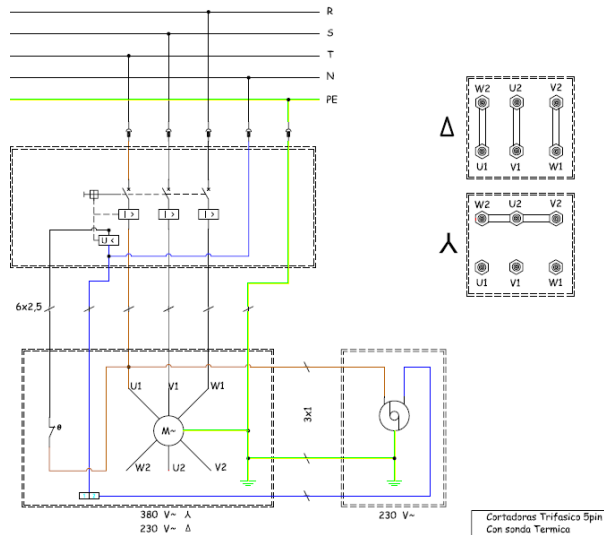 R
S
T
N
PE
W2 U2 V2
Δ
U1 V1 W1
I> I> I>
U<
W2 U2 V2
U1 V1 W1
6x2,5
U1 V1 W1
θ
M~
3x1
W2 U2 V2
380 V~
230 V~ Δ
230 V~
Cortadoras Trifasico 5pin
Con sonda Termica